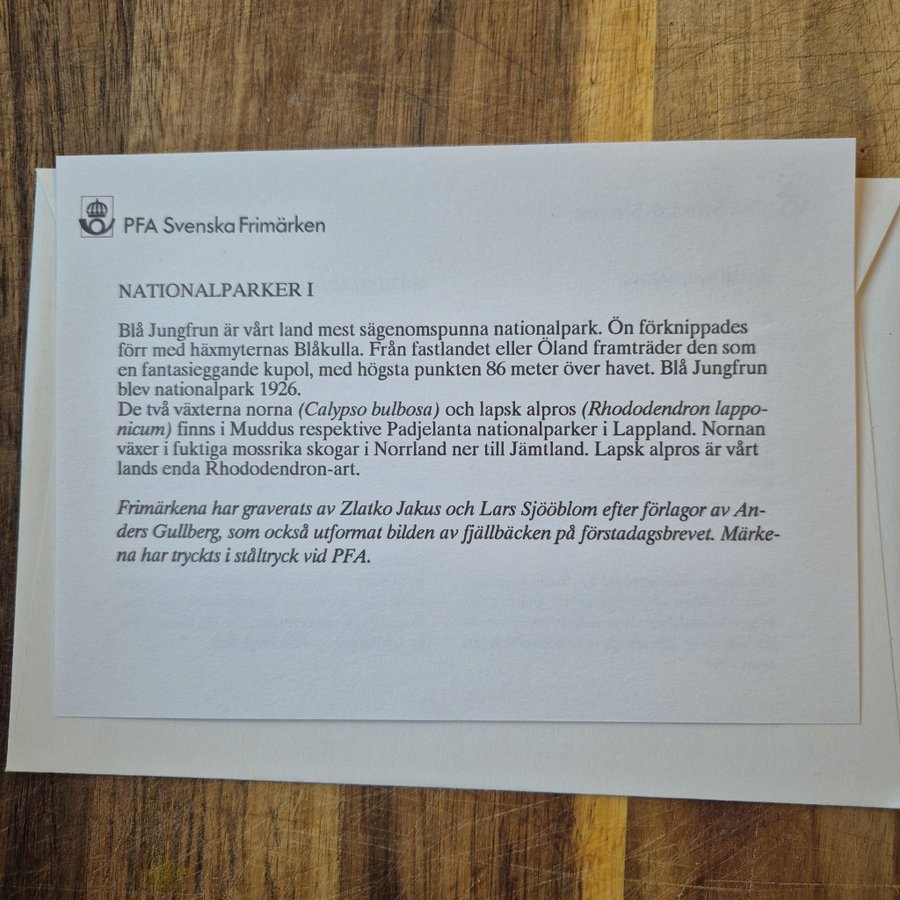 PFA Svenska Frimärken
NATIONALPARKER I
Blå Jungfrun är vårt land mest sägenomspunna nationalpark. Ön förknippades
förr med häxmyternas Blåkulla. Från fastlandet eller Öland framträder den som
en fantasieggande kupol, med högsta punkten 86 meter över havet. Blå Jungfrun
blev nationalpark 1926.
De två växterna norna (Calypso bulbosa) och lapsk alpros (Rhododendron lappo-
nicum) finns i Muddus respektive Padjelanta nationalparker i Lappland. Nornan
växer i fuktiga mossrika skogar i Norrland ner till Jämtland. Lapsk alpros är vårt
lands enda Rhododendron-art.
Frimärkena har graverats av Zlatko Jakus och Lars Sjööblom efter förlagor av An-
ders Gullberg, som också utformat bilden av fjällbäcken på förstadagsbrevet. Märke-
na har tryckts i ståltryck vid PFA.